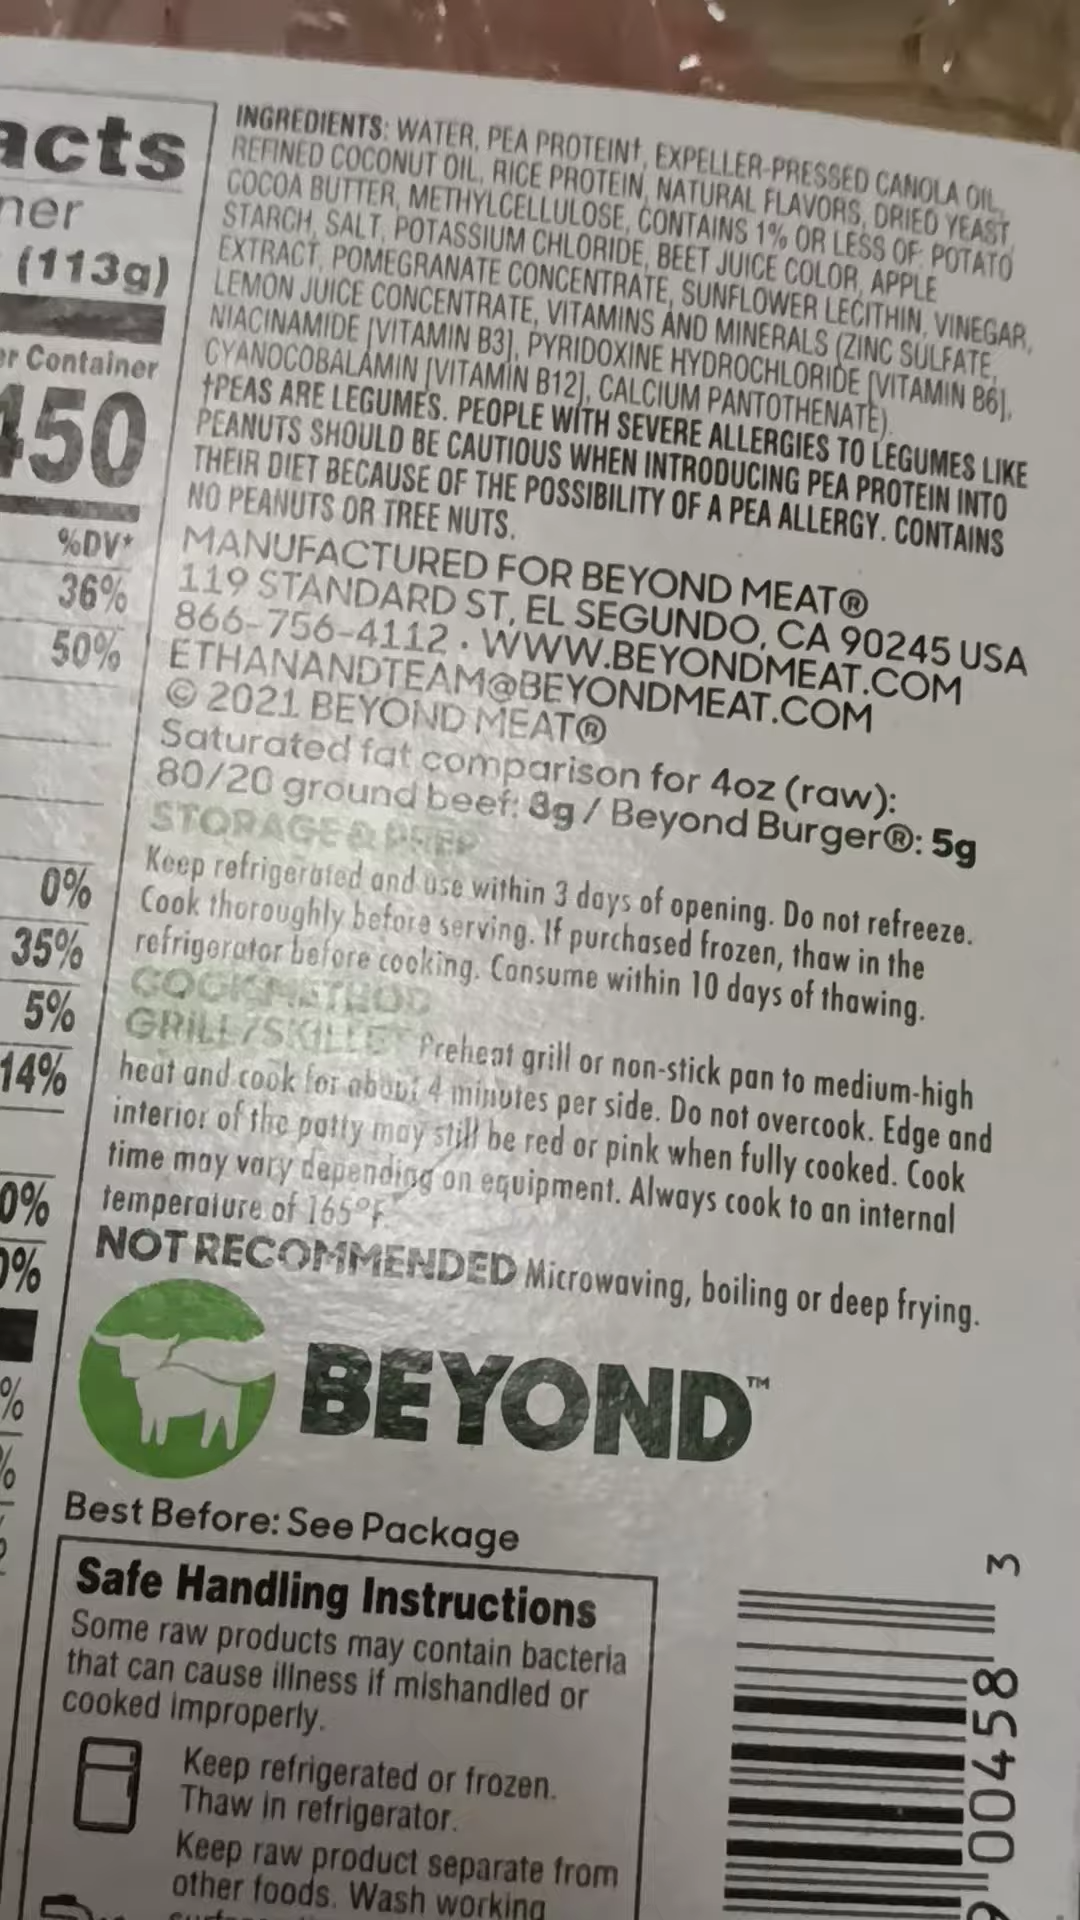 acts
ner
(113g)
er Container
450
%DV*
36%
50%
0%
35%
5%
14%
0%
0%
%
%
INGREDIENTS: WATER, PEA PROTEIN†, EXPELLER-PRESSED CANOLA OIL,
REFINED COCONUT OIL, RICE PROTEIN, NATURAL FLAVORS, DRIED YEAST,
COCOA BUTTER, METHYLCELLULOSE, CONTAINS 1% OR LESS OF: POTATO
STARCH, SALT, POTASSIUM CHLORIDE, BEET JUICE COLOR, APPLE
EXTRACT, POMEGRANATE CONCENTRATE, SUNFLOWER LECITHIN, VINEGAR,
LEMON JUICE CONCENTRATE, VITAMINS AND MINERALS (ZINC SULFATE,
NIACINAMIDE [VITAMIN B3], PYRIDOXINE HYDROCHLORIDE [VITAMIN B6],
CYANOCOBALAMIN [VITAMIN B12], CALCIUM PANTOTHENATE).
†PEAS ARE LEGUMES. PEOPLE WITH SEVERE ALLERGIES TO LEGUMES LIKE
PEANUTS SHOULD BE CAUTIOUS WHEN INTRODUCING PEA PROTEIN INTO
THEIR DIET BECAUSE OF THE POSSIBILITY OF A PEA ALLERGY. CONTAINS
NO PEANUTS OR TREE NUTS.
MANUFACTURED FOR BEYOND MEAT®
119 STANDARD ST, EL SEGUNDO, CA 90245 USA
866-756-4112 • WWW.BEYONDMEAT.COM
ETHANANDTEAM@BEYONDMEAT.COM
© 2021 BEYOND MEAT®
Saturated fat comparison for 4oz (raw):
80/20 ground beef: 8g / Beyond Burger®: 5g
STORAGE & PREP
Keep refrigerated and use within 3 days of opening. Do not refreeze.
Cook thoroughly before serving. If purchased frozen, thaw in the
refrigerator before cooking. Consume within 10 days of thawing.
COOK METHOD
GRILL/SKILLET Preheat grill or non-stick pan to medium-high
heat and cook for about 4 minutes per side. Do not overcook. Edge and
interior of the patty may still be red or pink when fully cooked. Cook
time may vary depending on equipment. Always cook to an internal
temperature of 165°F.
NOT RECOMMENDED Microwaving, boiling or deep frying.
BEYOND™
Best Before: See Package
Safe Handling Instructions
Some raw products may contain bacteria
that can cause illness if mishandled or
cooked improperly.
Keep refrigerated or frozen.
Thaw in refrigerator.
Keep raw product separate from
other foods. Wash working
00458 3